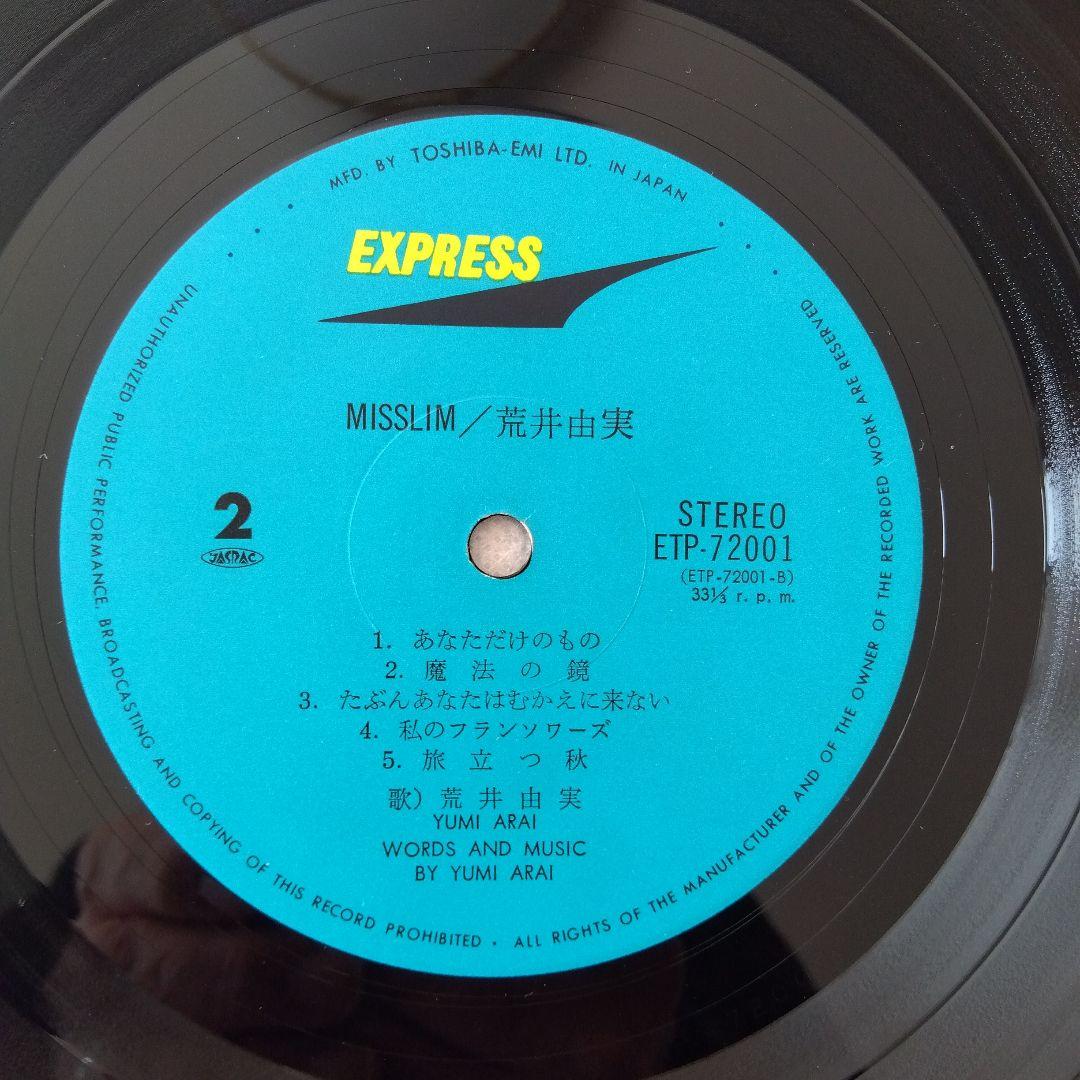 MFD. BY TOSHIBA-EMI LTD. IN JAPAN
EXPRESS
MISSLIM／荒井由実
2
JASRAC
STEREO
ETP-72001
(ETP-72001-B)
33⅓ r. p. m.
1. あなただけのもの
2. 魔法の鏡
3. たぶんあなたはむかえに来ない
4. 私のフランソワーズ
5. 旅立つ秋
歌）荒井由実
YUMI ARAI
WORDS AND MUSIC
BY YUMI ARAI
UNAUTHORIZED PUBLIC PERFORMANCE, BROADCASTING AND COPYING OF THIS RECORD PROHIBITED · ALL RIGHTS OF THE MANUFACTURER AND OF THE OWNER OF THE RECORDED WORK ARE RESERVED